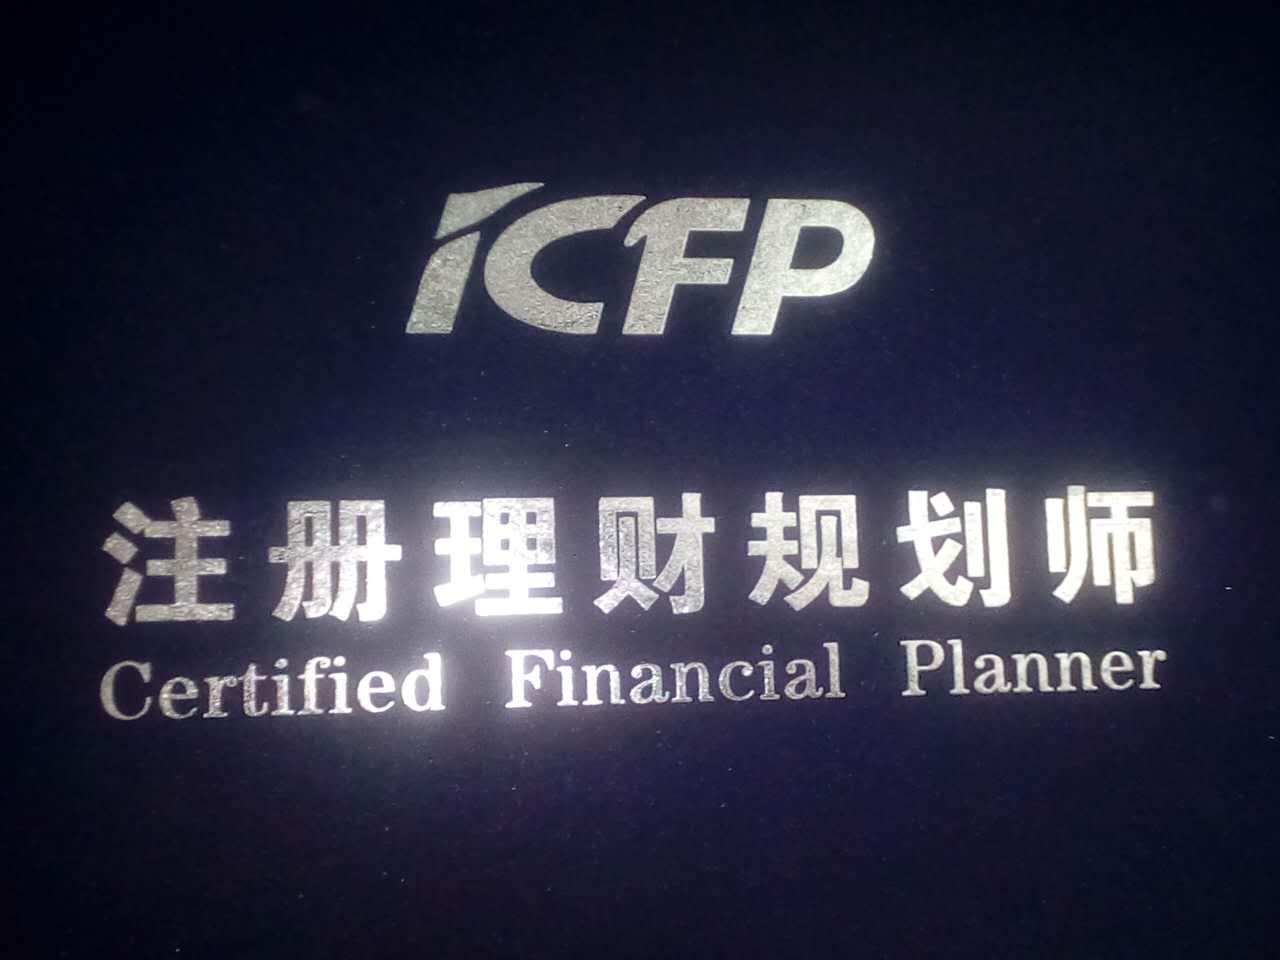 iCFP
注册理财规划师
Certified Financial Planner